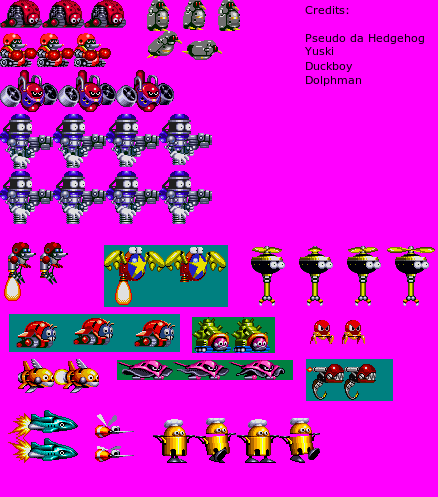 Credits:
Pseudo da Hedgehog
Yuski
Duckboy
Dolphman